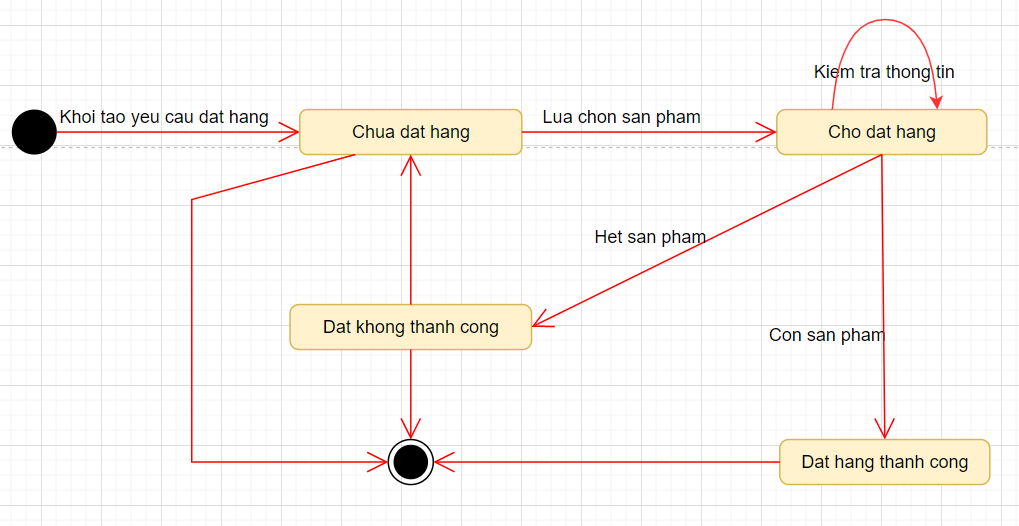 Kiem tra thong tin
Khoi tao yeu cau dat hang
Chua dat hang
Lua chon san pham
Cho dat hang
Het san pham
Dat khong thanh cong
Con san pham
Dat hang thanh cong